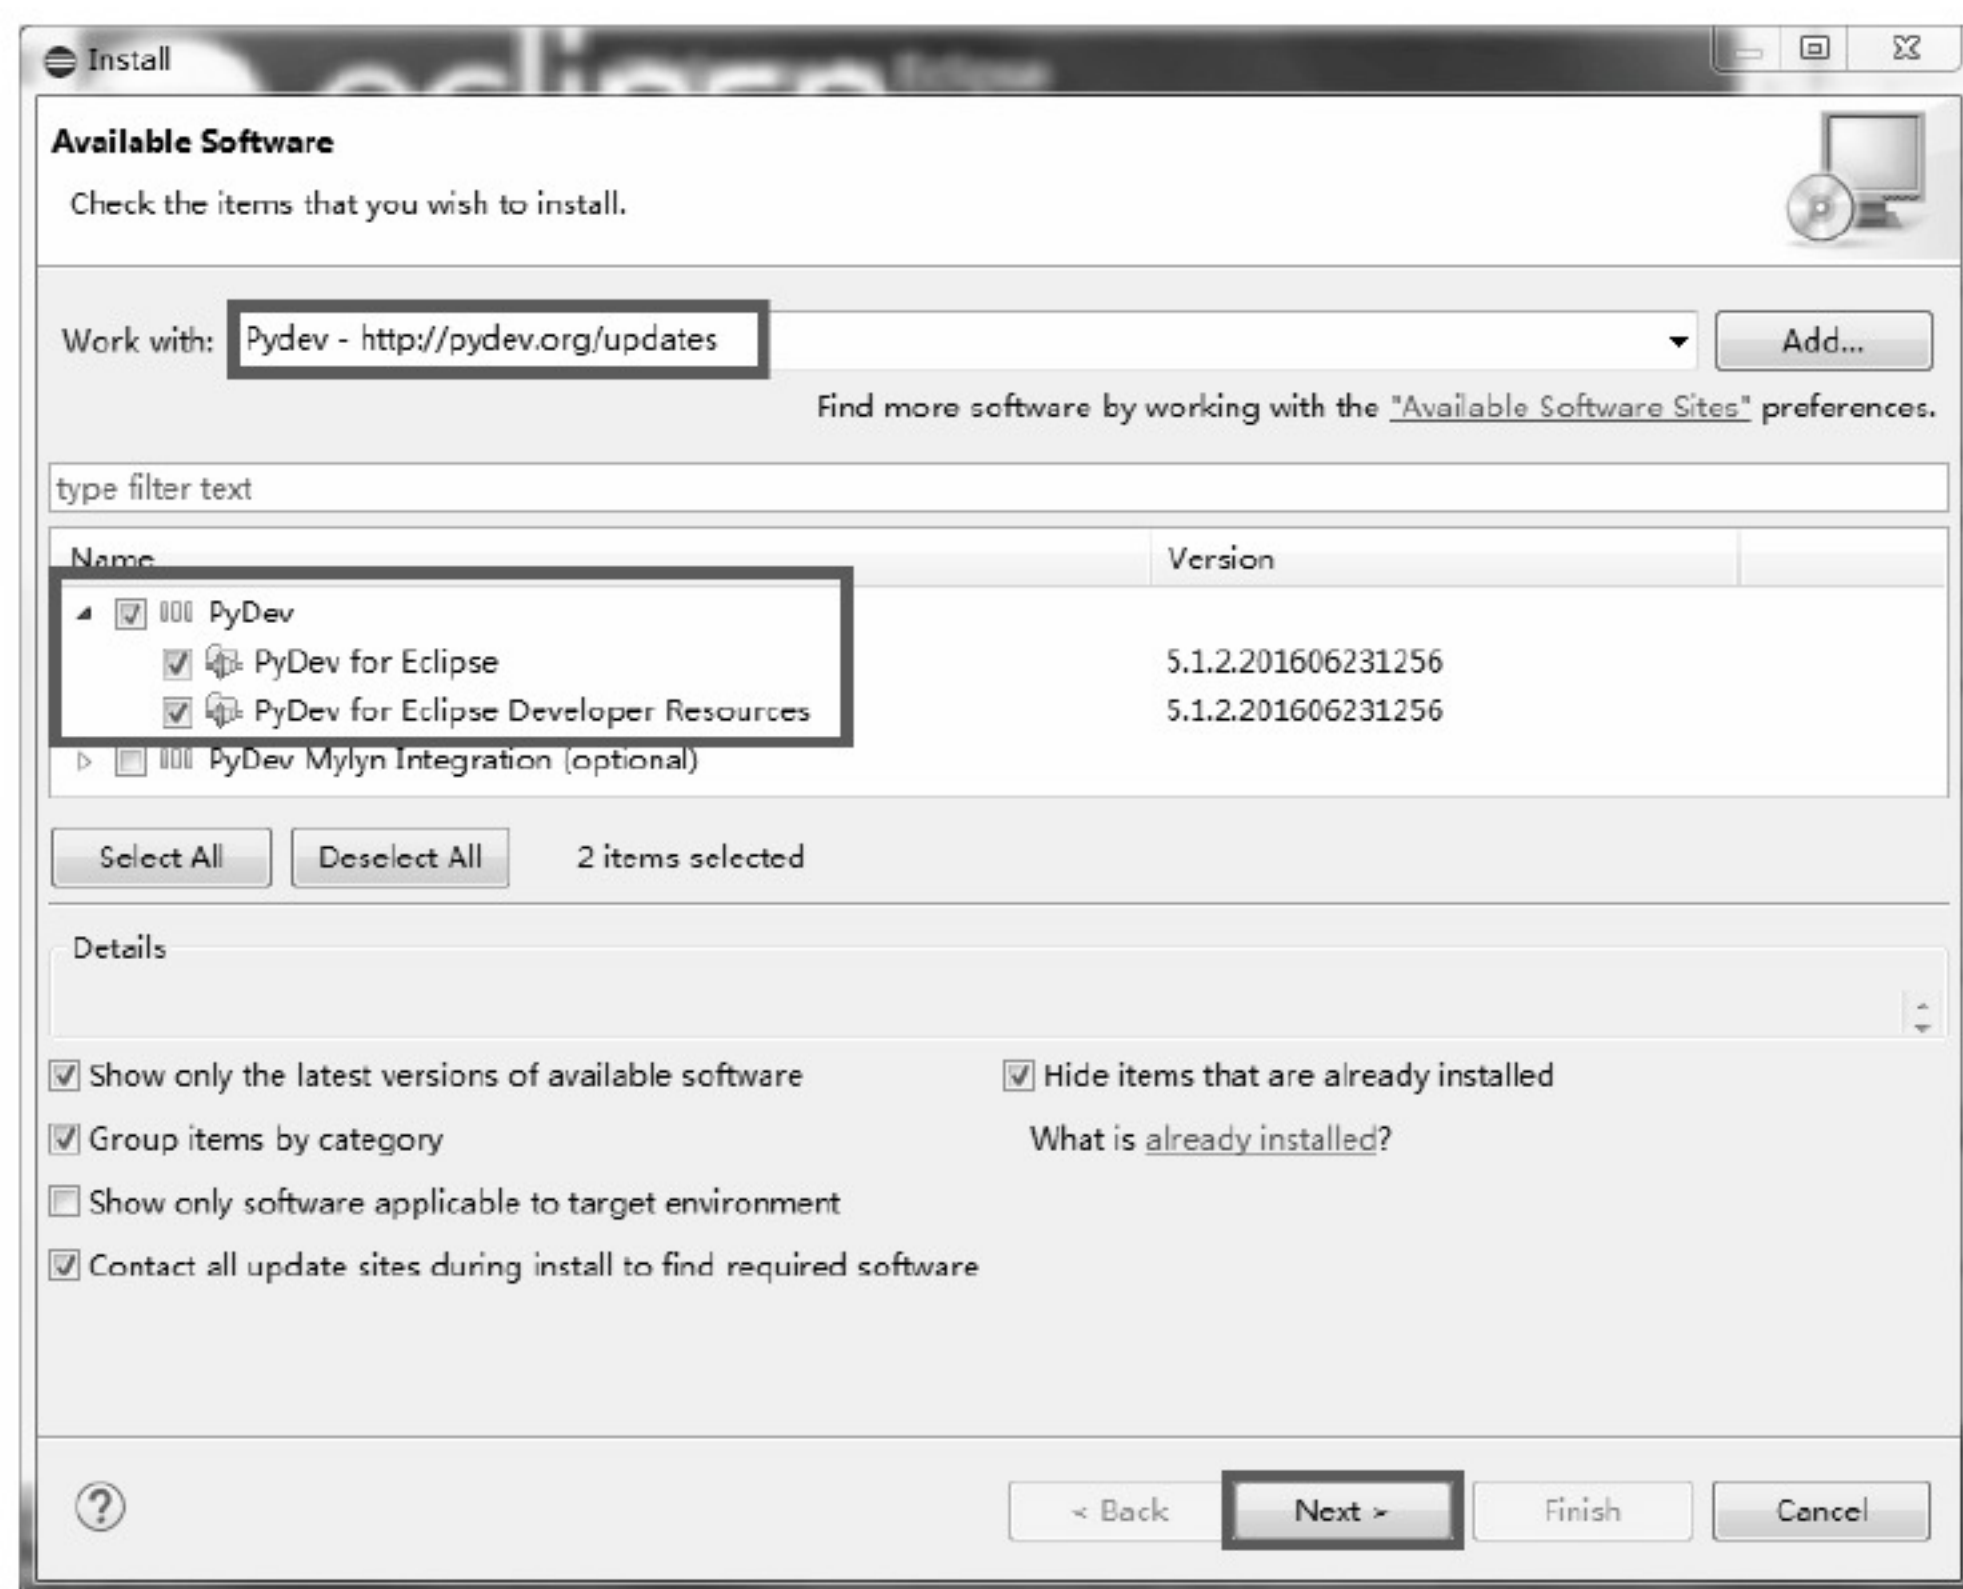 Install
eclipse Eclipse
Available Software
Check the items that you wish to install.
Work with: Pydev - http://pydev.org/updates Add...
Find more software by working with the "Available Software Sites" preferences.
type filter text
Name Version
PyDev
PyDev for Eclipse 5.1.2.201606231256
PyDev for Eclipse Developer Resources 5.1.2.201606231256
PyDev Mylyn Integration (optional)
Select All Deselect All 2 items selected
Details
Show only the latest versions of available software Hide items that are already installed
Group items by category What is already installed?
Show only software applicable to target environment
Contact all update sites during install to find required software
< Back Next > Finish Cancel